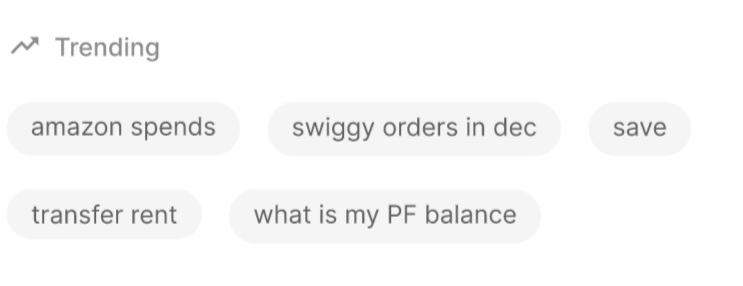 Trending
amazon spends swiggy orders in dec save
transfer rent what is my PF balance